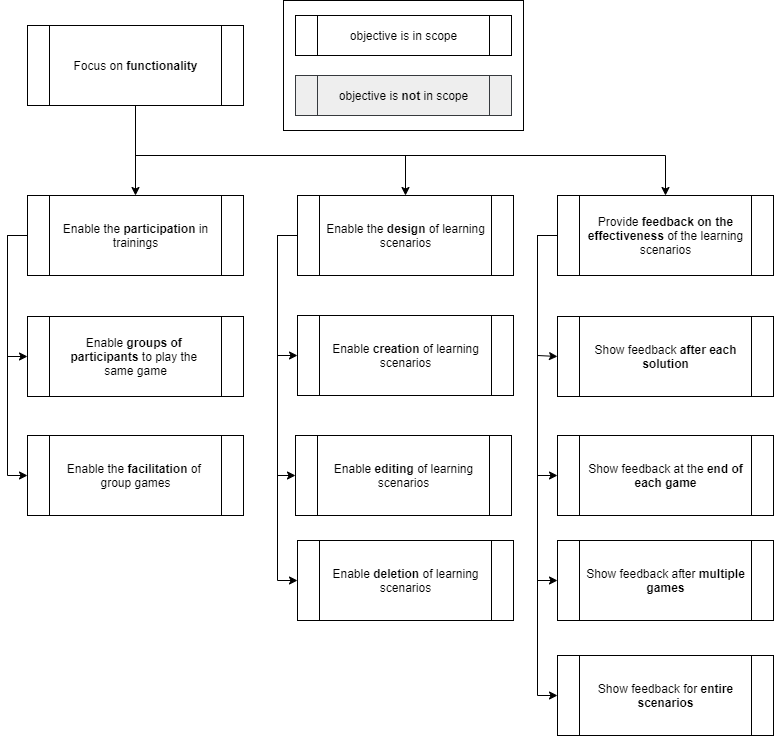 Focus on functionality
objective is in scope
objective is not in scope
Enable the participation in
trainings
Enable the design of learning
scenarios
Provide feedback on the
effectiveness of the learning
scenarios
Enable groups of
participants to play the
same game
Enable creation of learning
scenarios
Show feedback after each
solution
Enable the facilitation of
group games
Enable editing of learning
scenarios
Show feedback at the end of
each game
Enable deletion of learning
scenarios
Show feedback after multiple
games
Show feedback for entire
scenarios